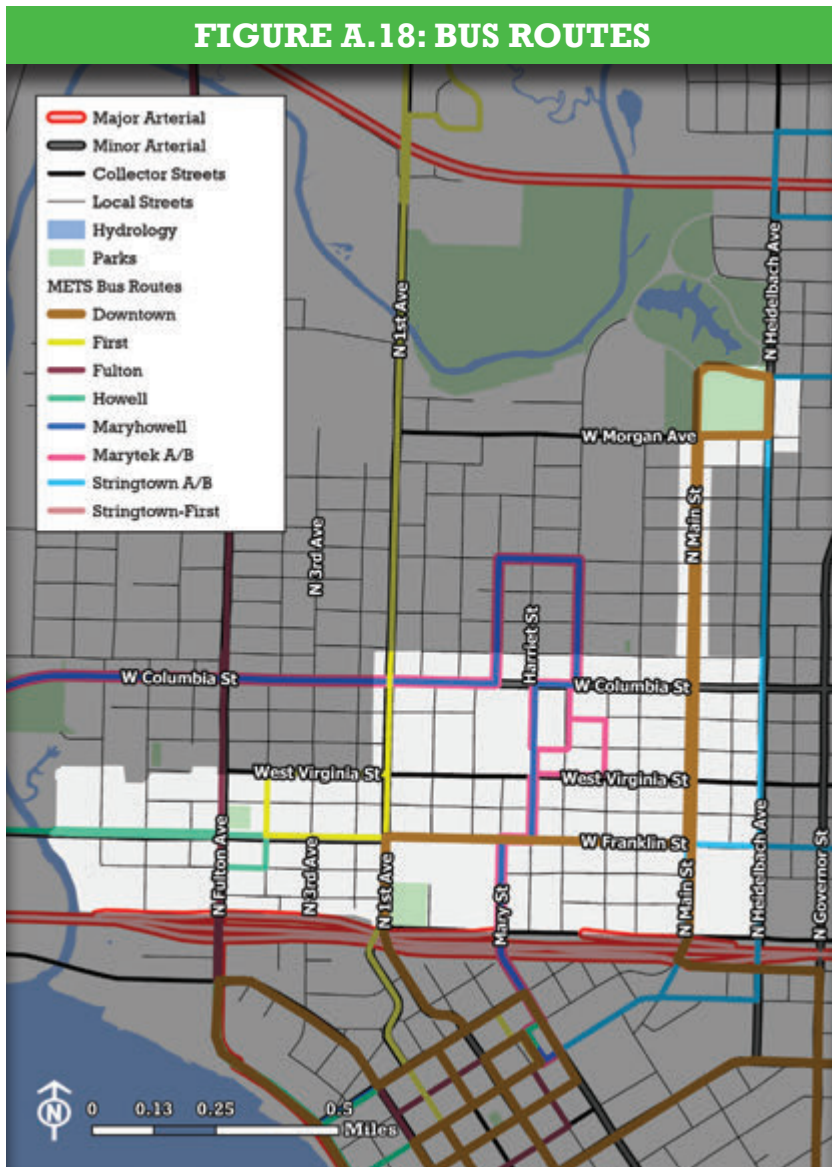 FIGURE A.18: BUS ROUTES
Major Arterial
Minor Arterial
Collector Streets
Local Streets
Hydrology
Parks
METS Bus Routes
Downtown
First
Fulton
Howell
Maryhowell
Marytek A/B
Stringtown A/B
Stringtown-First
N Heidelbach Ave
N 1st Ave
W Morgan Ave
N Main St
N 3rd Ave
Harriet St
W Columbia St
W Columbia St
West Virginia St
West Virginia St
W Franklin St
N Fulton Ave
N 3rd Ave
N 1st Ave
Mary St
N Main St
N Heidelbach Ave
N Governor St
N
0 0.13 0.25 0.5
Miles